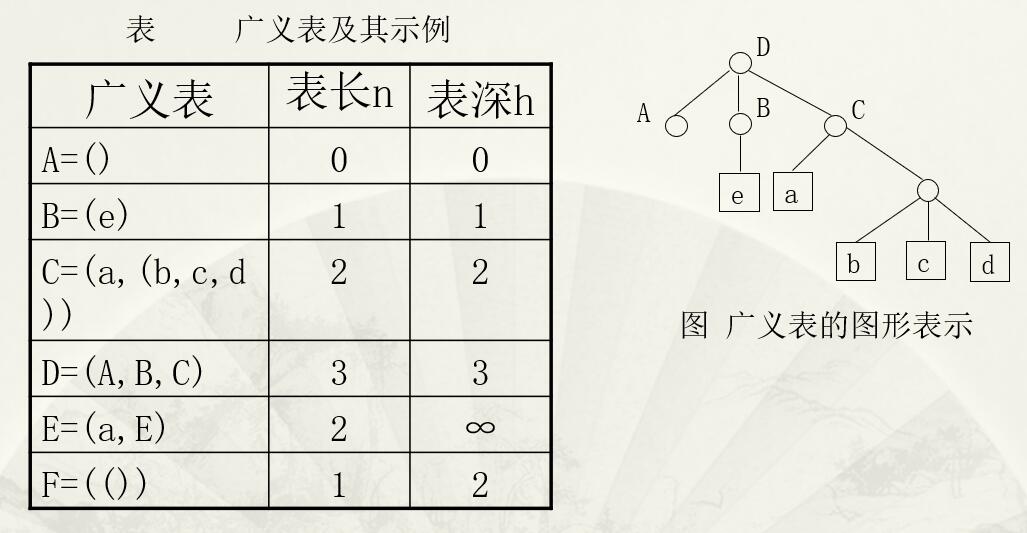 表 广义表及其示例
广义表 表长n 表深h
A=() 0 0
B=(e) 1 1
C=(a,(b,c,d 2 2
))
D=(A,B,C) 3 3
E=(a,E) 2 ∞
F=(()) 1 2
D
A B C
e a
b c d
图 广义表的图形表示